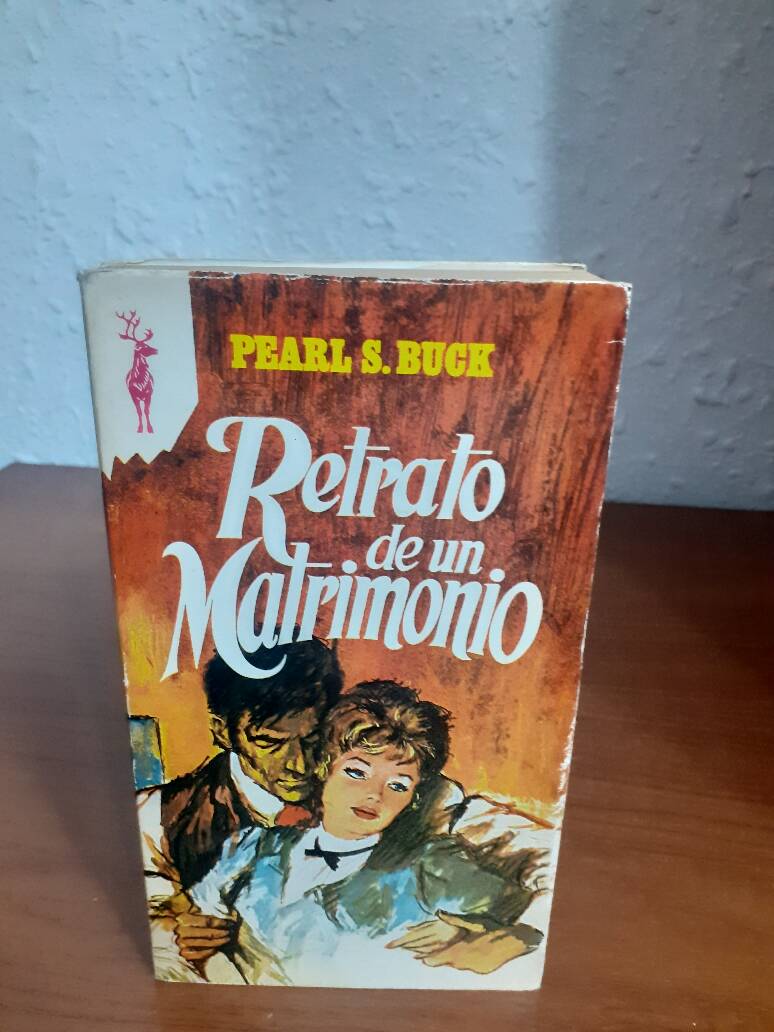 PEARL S. BUCK
Retrato
de un
Matrimonio